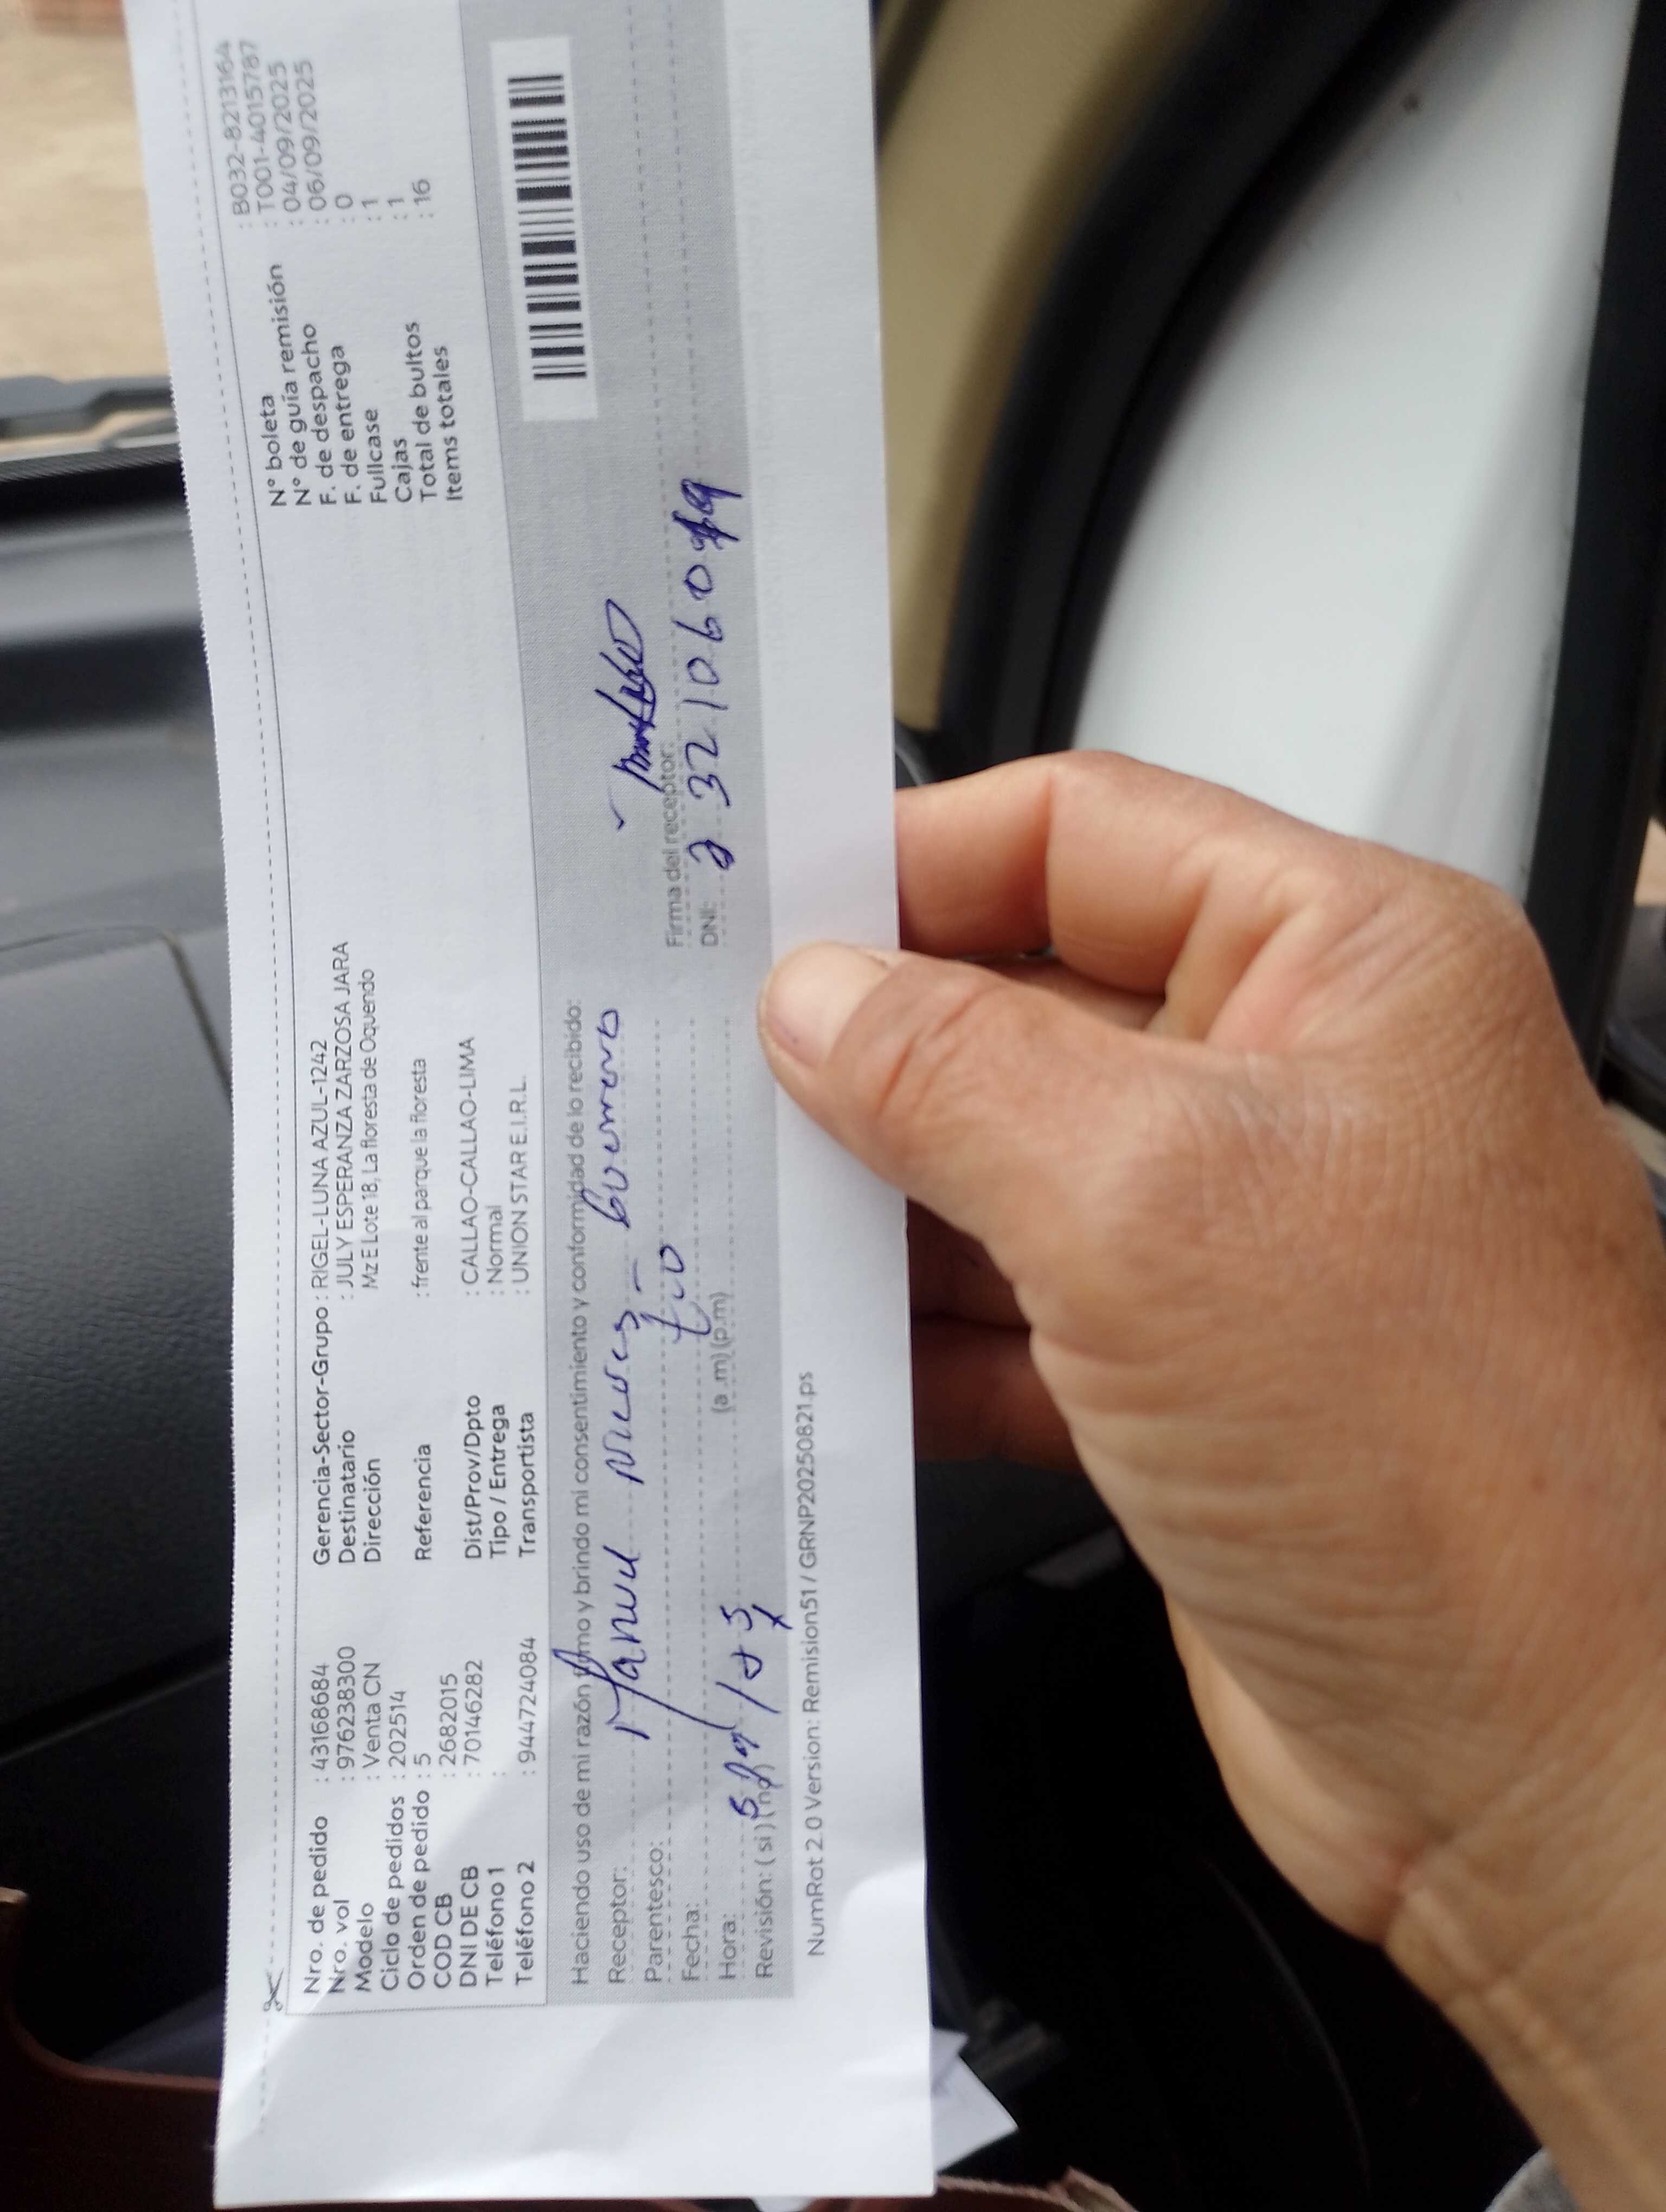 Nro. de pedido : 43168684
Nro. vol : 976238300
Modelo : Venta CN
Ciclo de pedidos : 202514
Orden de pedido : 5
COD CB : 2682015
DNI DE CB : 70146282
Teléfono 1 :
Teléfono 2 : 944724084
Gerencia-Sector-Grupo : RIGEL-LUNA AZUL-1242
Destinatario : JULY ESPERANZA ZARZOSA JARA
Dirección Mz E Lote 18, La floresta de Oquendo
Referencia : frente al parque la floresta
Dist/Prov/Dpto : CALLAO-CALLAO-LIMA
Tipo / Entrega : Normal
Transportista : UNION STAR E.I.R.L.
N° boleta : B032-8213164
N° de guía remisión : T001-4015787
F. de despacho : 04/09/2025
F. de entrega : 06/09/2025
Fullcase : 0
Cajas : 1
Total de bultos : 1
Items totales : 16
Haciendo uso de mi razón y brindo mi consentimiento y conformidad de lo recibido:
Receptor: Manuel
Parentesco: tio
Fecha:
Hora: (a .m) (p.m)
Revisión: ( si ) ( no )
Firma del receptor:
DNI:
NumRot 2.0 Version: Remision51 / GRNP20250821.ps